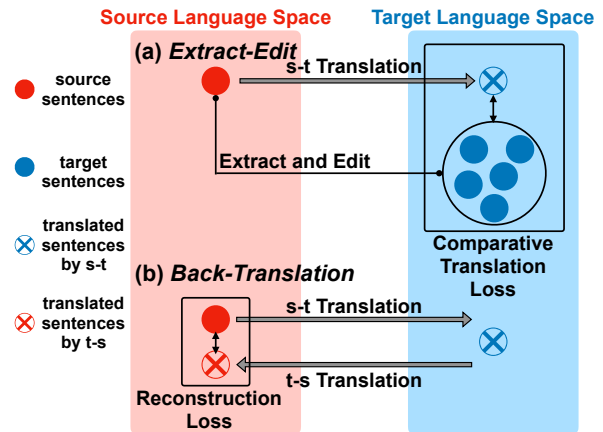 Source Language Space
Target Language Space
(a) Extract-Edit
s-t Translation
source
sentences
Extract and Edit
target
sentences
translated
sentences
by s-t
Comparative
Translation
Loss
(b) Back-Translation
translated
sentences
by t-s
s-t Translation
t-s Translation
Reconstruction
Loss